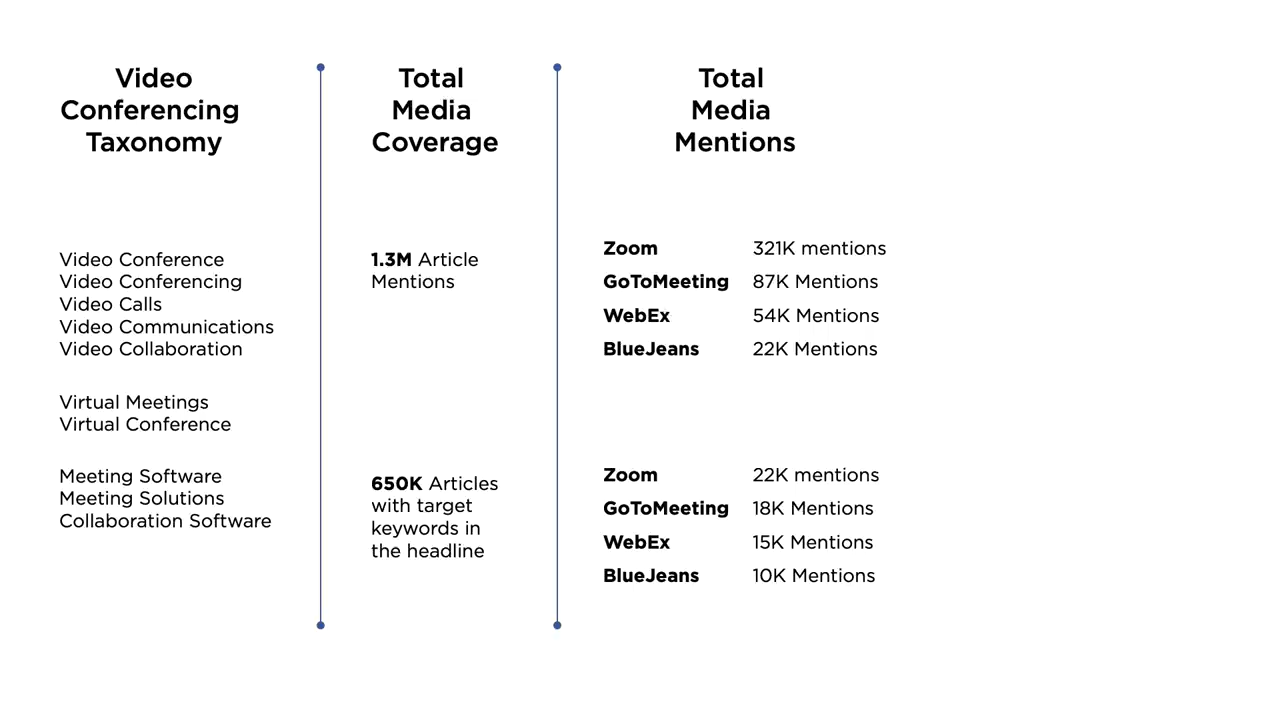 Video
Conferencing
Taxonomy
Video Conference
Video Conferencing
Video Calls
Video Communications
Video Collaboration
Virtual Meetings
Virtual Conference
Meeting Software
Meeting Solutions
Collaboration Software
Total
Media
Coverage
1.3M Article
Mentions
650K Articles
with target
keywords in
the headline
Total
Media
Mentions
Zoom 321K mentions
GoToMeeting 87K Mentions
WebEx 54K Mentions
BlueJeans 22K Mentions
Zoom 22K mentions
GoToMeeting 18K Mentions
WebEx 15K Mentions
BlueJeans 10K Mentions